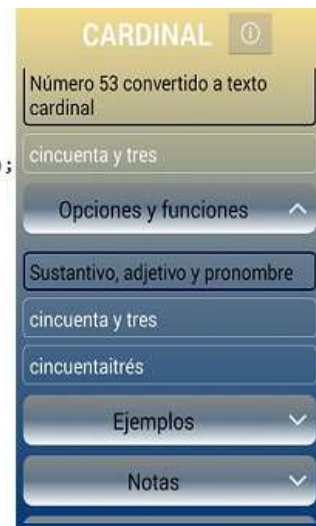 CARDINAL
Número 53 convertido a texto
cardinal
);
cincuenta y tres
Opciones y funciones
Sustantivo, adjetivo y pronombre
cincuenta y tres
cincuentaitrés
Ejemplos
Notas